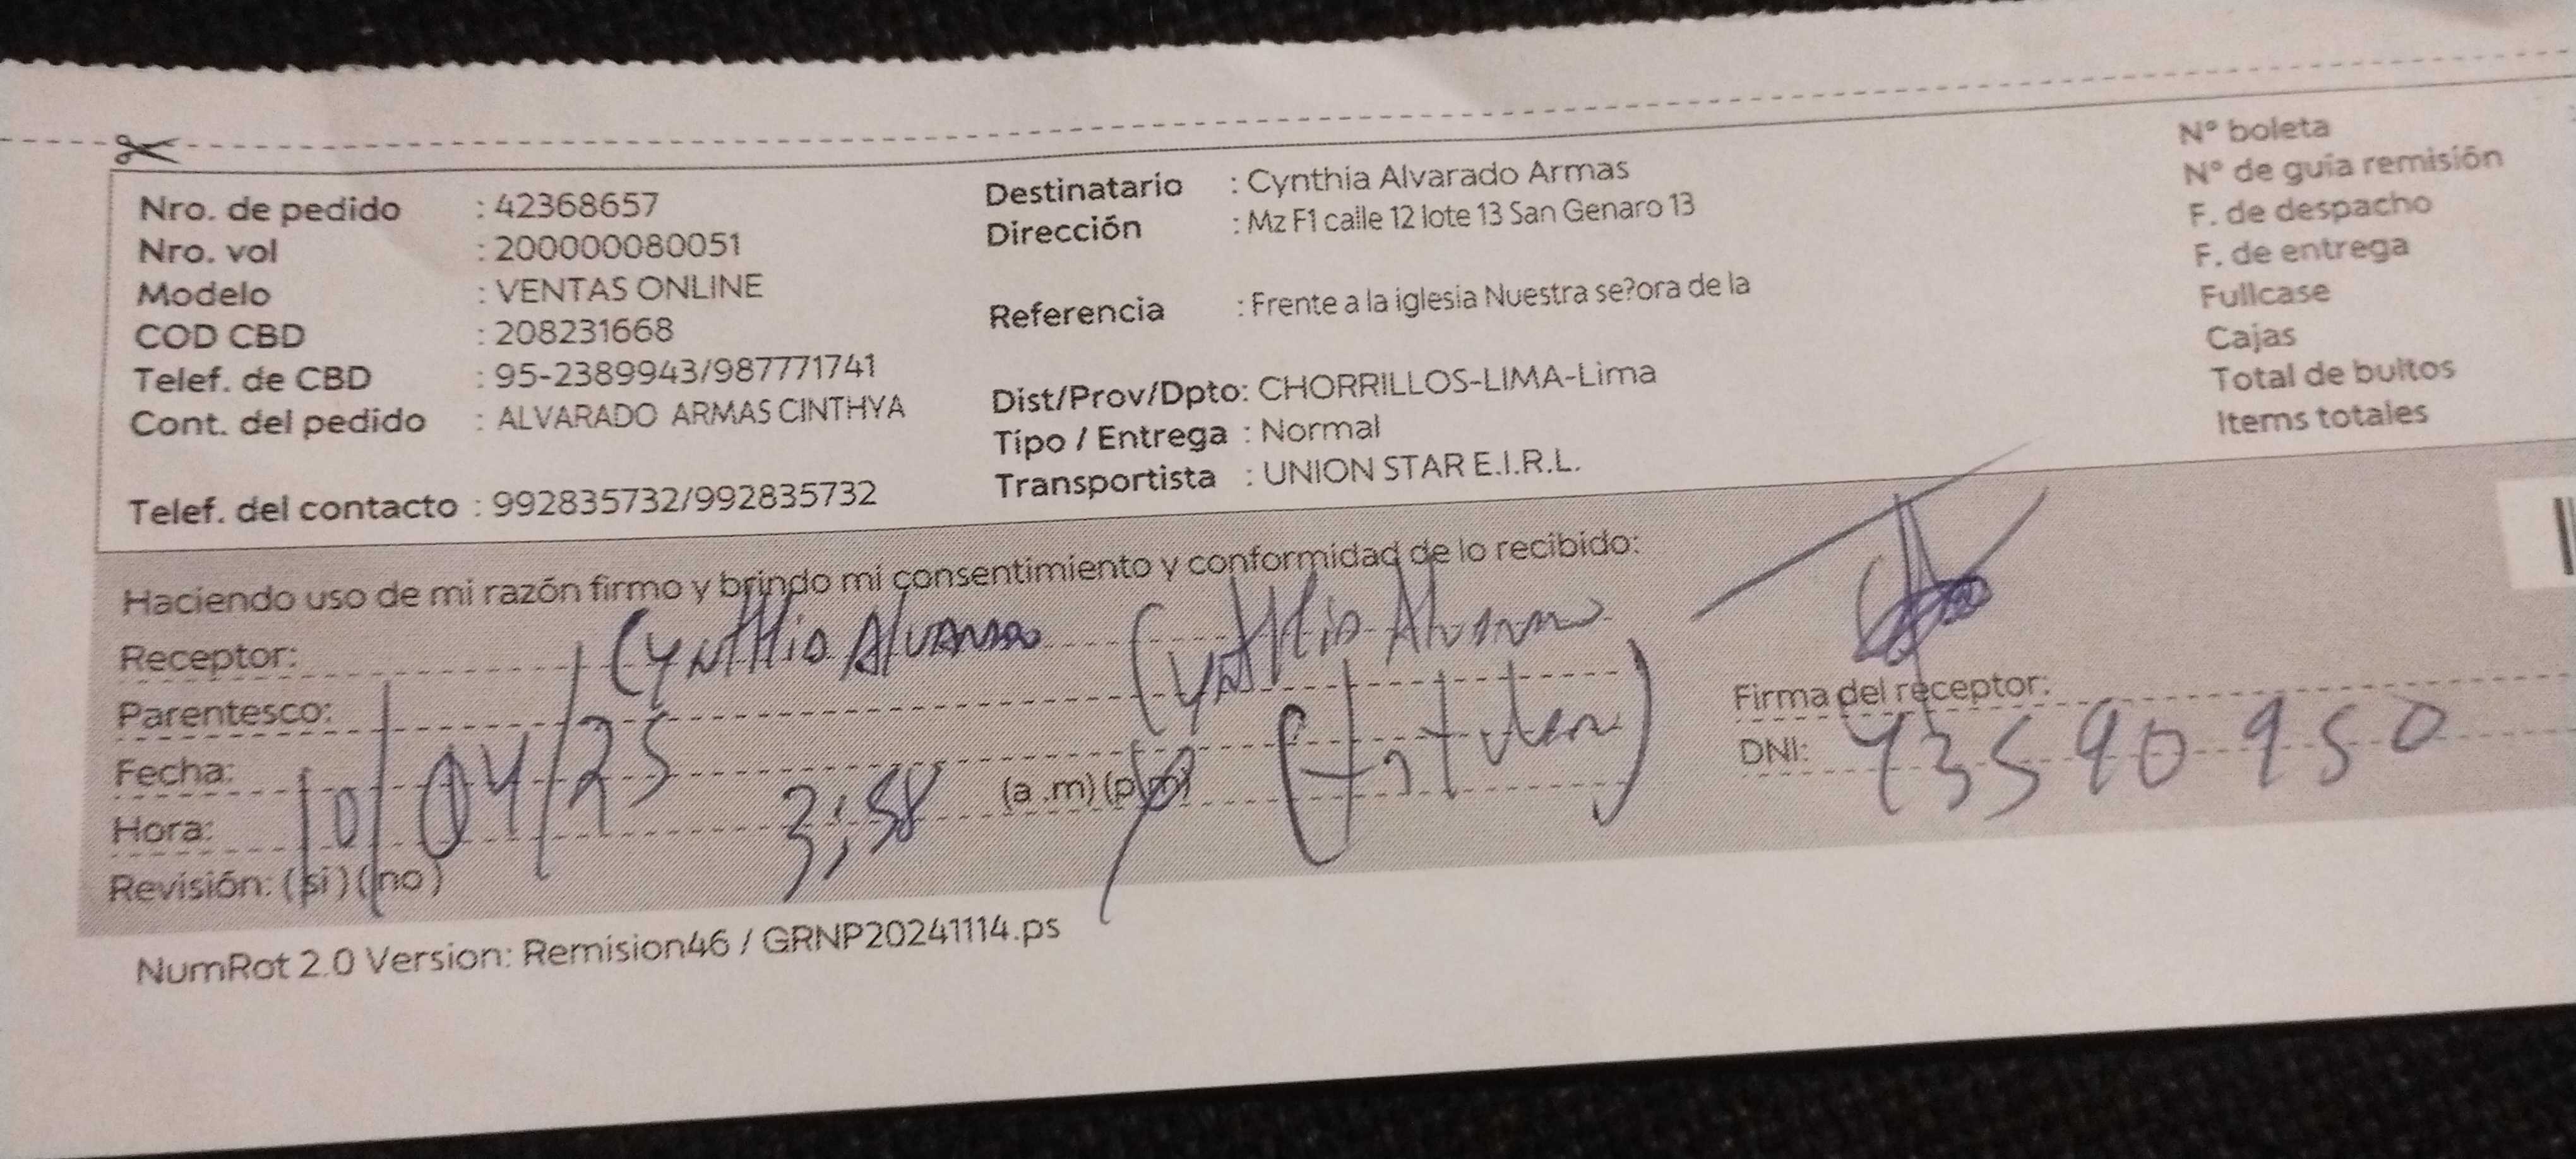 Nro. de pedido : 42368657
Nro. vol : 200000080051
Modelo : VENTAS ONLINE
COD CBD : 208231668
Telef. de CBD : 95-2389943/987771741
Cont. del pedido : ALVARADO ARMAS CINTHYA
Telef. del contacto : 992835732/992835732
Destinatario : Cynthia Alvarado Armas
Dirección : Mz F1 calle 12 lote 13 San Genaro 13
Referencia : Frente a la iglesia Nuestra se?ora de la
Dist/Prov/Dpto: CHORRILLOS-LIMA-Lima
Tipo / Entrega : Normal
Transportista : UNION STAR E.I.R.L.
N° boleta
N° de guia remisión
F. de despacho
F. de entrega
Fullcase
Cajas
Total de bultos
Items totales
Haciendo uso de mi razón firmo y brindo mi consentimiento y conformidad de lo recibido:
Receptor: Cynthia Alvarado Cynthia Alvarado
Parentesco: (titular)
Fecha: 10/04/25
Hora: 3:58 (a .m) (p.m)
Revisión: ( si ) ( no )
Firma del receptor:
DNI: 43590950
NumRot 2.0 Version: Remision46 / GRNP20241114.ps